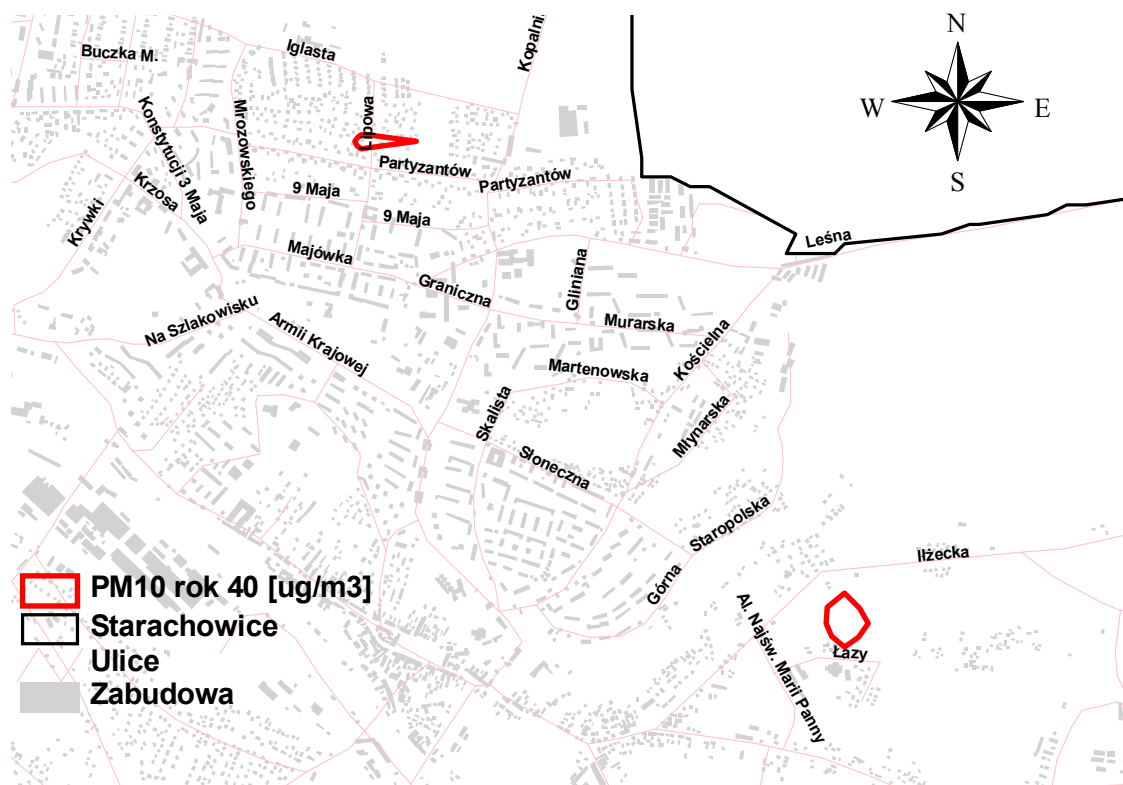 N
W
E
S
Buczka M.
Iglasta
Kopalni
Konstytucji 3 Maja
Mrozowskiego
Lipowa
Partyzantów
Partyzantów
Krzosa
Krywki
9 Maja
9 Maja
Majówka
Leśna
Graniczna
Gliniana
Na Szlakowisku
Armii Krajowej
Murarska
Kościelna
Martenowska
Skalista
Młynarska
Słoneczna
Staropolska
Górna
Iłżecka
Al. Najśw. Marii Panny
Łazy
PM10 rok 40 [ug/m3]
Starachowice
Ulice
Zabudowa